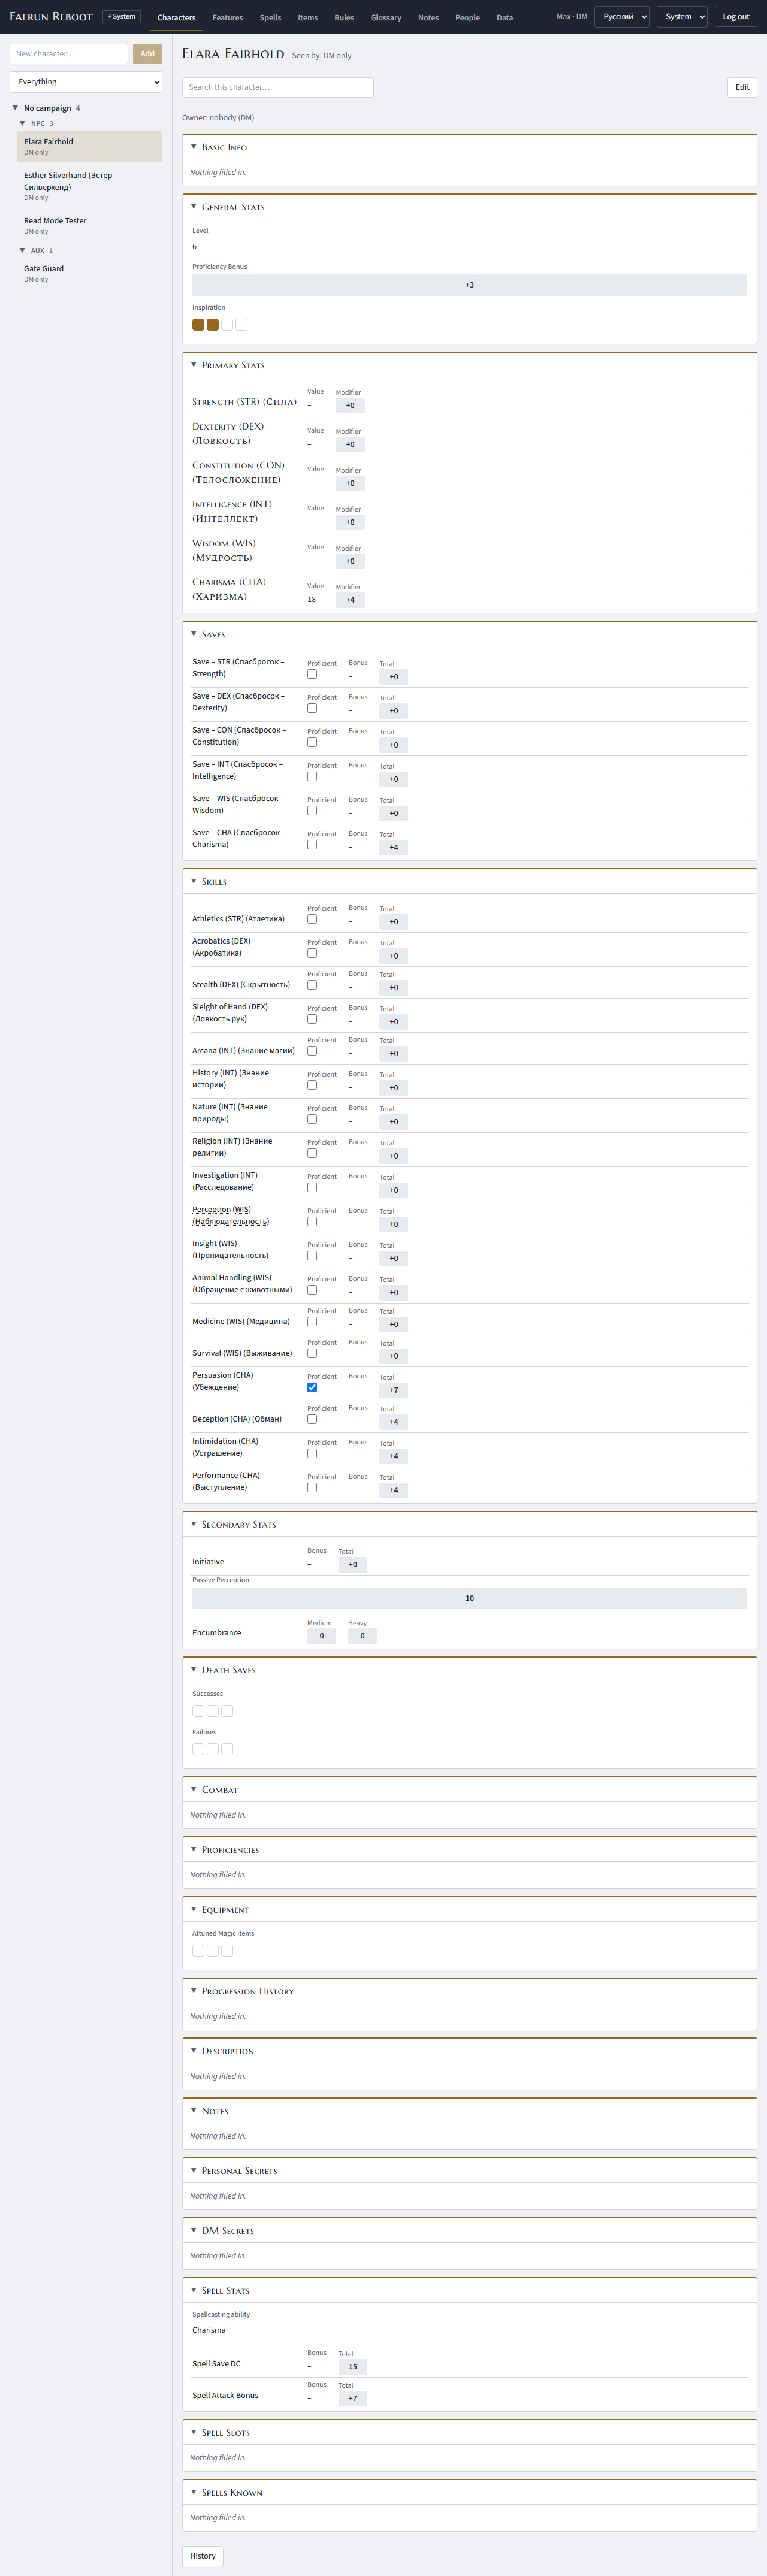 Faerun Reboot
+ System
Characters
Features
Spells
Items
Rules
Glossary
Notes
People
Data
Max · DM
Русский
System
Log out
New character…
Add
Everything
No campaign 4
NPC 3
Elara Fairhold
DM only
Esther Silverhand (Эстер
Силверхенд)
DM only
Read Mode Tester
DM only
AUX 1
Gate Guard
DM only
Elara Fairhold
Seen by: DM only
Search this character…
Edit
Owner: nobody (DM)
Basic Info
Nothing filled in.
General Stats
Level
6
Proficiency Bonus
+3
Inspiration
Primary Stats
Value Modifier
Strength (STR) (Сила) – +0
Dexterity (DEX) Value Modifier
(Ловкость) – +0
Constitution (CON) Value Modifier
(Телосложение) – +0
Intelligence (INT) Value Modifier
(Интеллект) – +0
Wisdom (WIS) Value Modifier
(Мудрость) – +0
Charisma (CHA) Value Modifier
(Харизма) 18 +4
Saves
Save – STR (Спасбросок – Proficient Bonus Total
Strength) – +0
Save – DEX (Спасбросок – Proficient Bonus Total
Dexterity) – +0
Save – CON (Спасбросок – Proficient Bonus Total
Constitution) – +0
Save – INT (Спасбросок – Proficient Bonus Total
Intelligence) – +0
Save – WIS (Спасбросок – Proficient Bonus Total
Wisdom) – +0
Save – CHA (Спасбросок – Proficient Bonus Total
Charisma) – +4
Skills
Proficient Bonus Total
Athletics (STR) (Атлетика) – +0
Acrobatics (DEX) Proficient Bonus Total
(Акробатика) – +0
Proficient Bonus Total
Stealth (DEX) (Скрытность) – +0
Sleight of Hand (DEX) Proficient Bonus Total
(Ловкость рук) – +0
Proficient Bonus Total
Arcana (INT) (Знание магии) – +0
History (INT) (Знание Proficient Bonus Total
истории) – +0
Nature (INT) (Знание Proficient Bonus Total
природы) – +0
Religion (INT) (Знание Proficient Bonus Total
религии) – +0
Investigation (INT) Proficient Bonus Total
(Расследование) – +0
Perception (WIS) Proficient Bonus Total
(Наблюдательность) – +0
Insight (WIS) Proficient Bonus Total
(Проницательность) – +0
Animal Handling (WIS) Proficient Bonus Total
(Обращение с животными) – +0
Proficient Bonus Total
Medicine (WIS) (Медицина) – +0
Proficient Bonus Total
Survival (WIS) (Выживание) – +0
Persuasion (CHA) Proficient Bonus Total
(Убеждение) – +7
Proficient Bonus Total
Deception (CHA) (Обман) – +4
Intimidation (CHA) Proficient Bonus Total
(Устрашение) – +4
Performance (CHA) Proficient Bonus Total
(Выступление) – +4
Secondary Stats
Bonus Total
Initiative – +0
Passive Perception
10
Medium Heavy
Encumbrance 0 0
Death Saves
Successes
Failures
Combat
Nothing filled in.
Proficiencies
Nothing filled in.
Equipment
Attuned Magic Items
Progression History
Nothing filled in.
Description
Nothing filled in.
Notes
Nothing filled in.
Personal Secrets
Nothing filled in.
DM Secrets
Nothing filled in.
Spell Stats
Spellcasting ability
Charisma
Bonus Total
Spell Save DC – 15
Bonus Total
Spell Attack Bonus – +7
Spell Slots
Nothing filled in.
Spells Known
Nothing filled in.
History